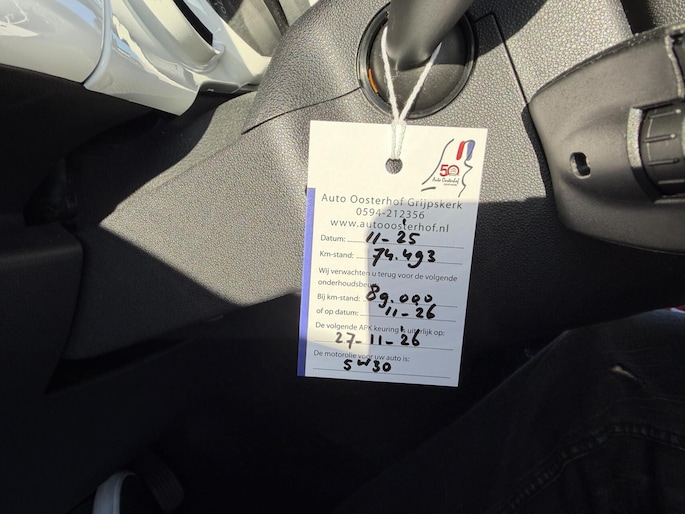 50
Auto Oosterhof
Auto Oosterhof Grijpskerk
0594-212356
www.autooosterhof.nl
Datum: 11-25
Km-stand: 74.493
Wij verwachten u terug voor de volgende
onderhoudsbeurt
Bij km-stand: 89.000
of op datum: 11-26
De volgende APK keuring is uiterlijk op:
27-11-26
De motorolie voor uw auto is:
5W30